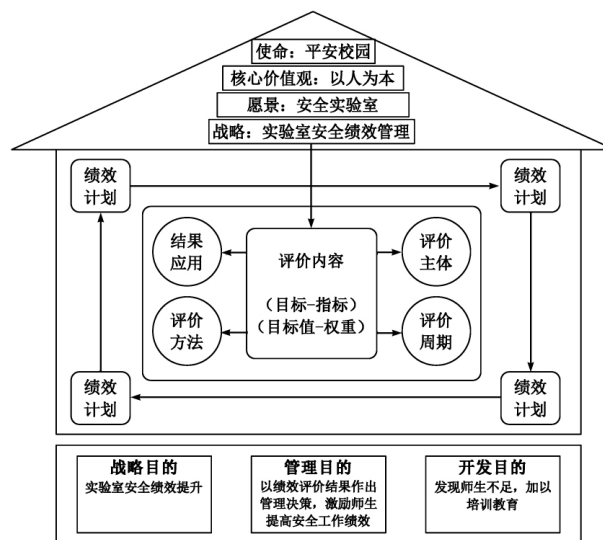 使命：平安校园
核心价值观：以人为本
愿景：安全实验室
战略：实验室安全绩效管理
绩效
计划
绩效
计划
结果
应用
评价内容
评价
主体
（目标-指标）
（目标值-权重）
评价
方法
评价
周期
绩效
计划
绩效
计划
战略目的
实验室安全绩效提升
管理目的
以绩效评价结果作出
管理决策，激励师生
提高安全工作绩效
开发目的
发现师生不足，加以
培训教育